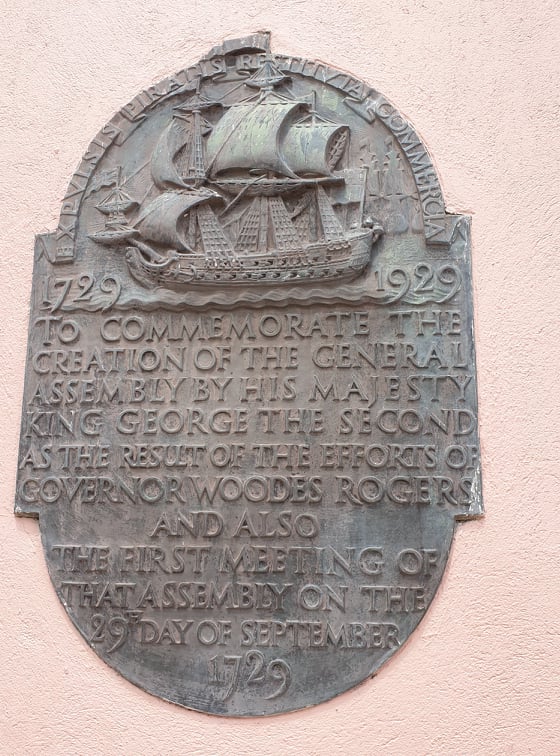 EXPVLSIS PIRATIS RESTITVTA COMMERCIA
1729 1929
TO COMMEMORATE THE
CREATION OF THE GENERAL
ASSEMBLY BY HIS MAJESTY
KING GEORGE THE SECOND
AS THE RESULT OF THE EFFORTS OF
GOVERNOR WOODES ROGERS
AND ALSO
THE FIRST MEETING OF
THAT ASSEMBLY ON THE
29TH DAY OF SEPTEMBER
1729